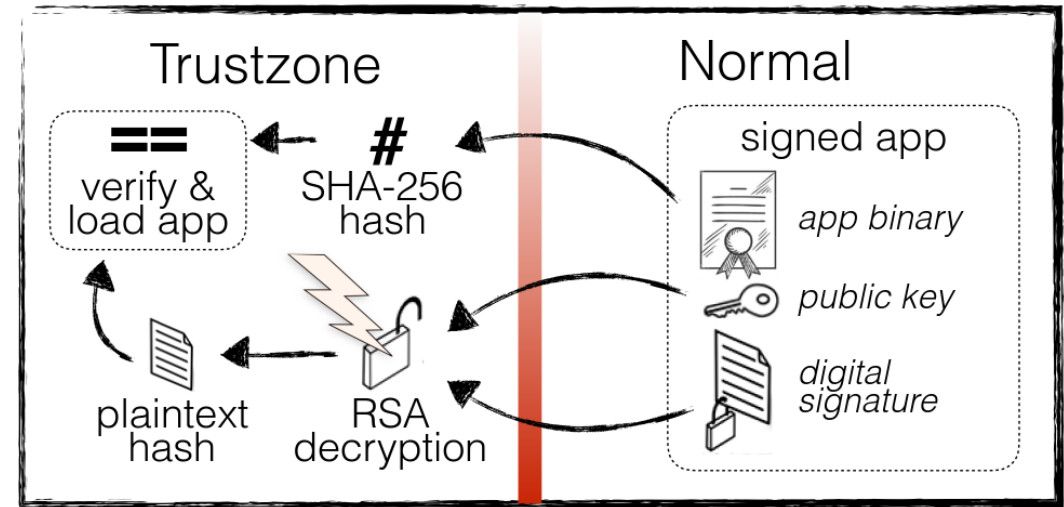 Trustzone
==
verify &
load app
#
SHA-256
hash
plaintext
hash
RSA
decryption
Normal
signed app
app binary
public key
digital
signature